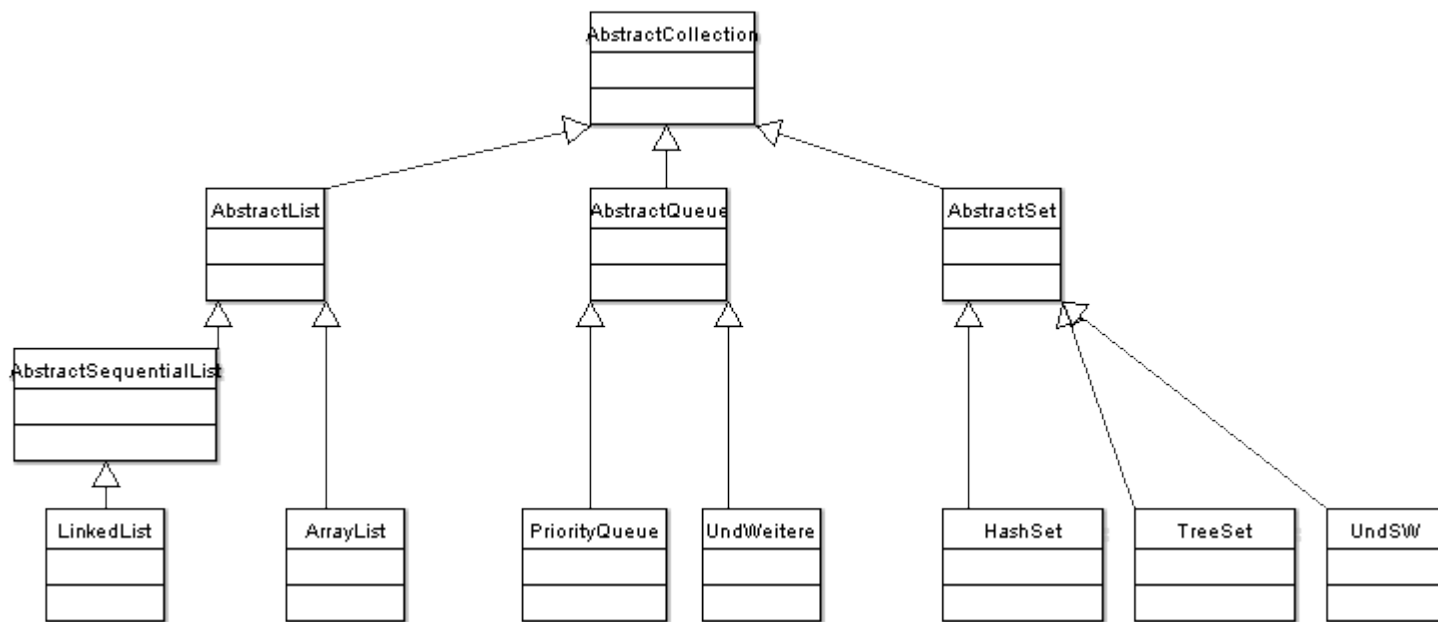 AbstractCollection
AbstractList
AbstractQueue
AbstractSet
AbstractSequentialList
LinkedList
ArrayList
PriorityQueue
UndWeitere
HashSet
TreeSet
UndSW